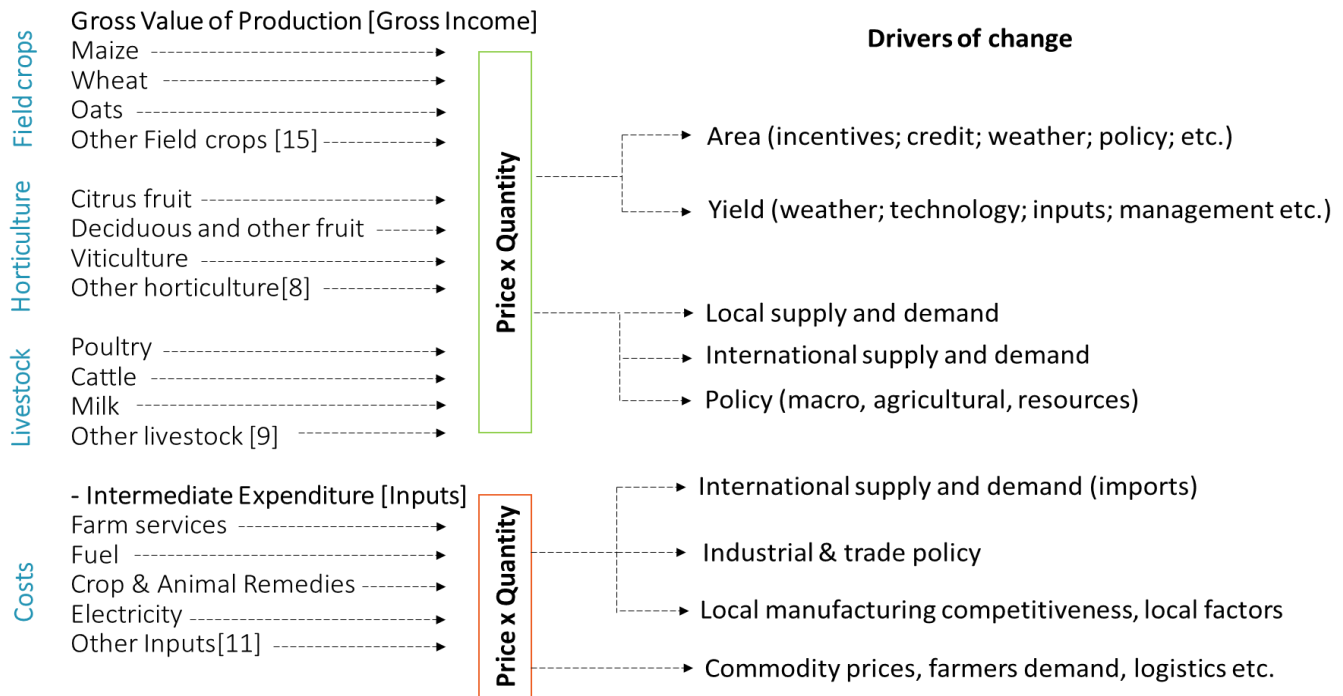 Gross Value of Production [Gross Income]
Drivers of change
Field crops
Maize
Wheat
Oats
Other Field crops [15]
Horticulture
Citrus fruit
Deciduous and other fruit
Viticulture
Other horticulture[8]
Livestock
Poultry
Cattle
Milk
Other livestock [9]
Price x Quantity
Area (incentives; credit; weather; policy; etc.)
Yield (weather; technology; inputs; management etc.)
Local supply and demand
International supply and demand
Policy (macro, agricultural, resources)
- Intermediate Expenditure [Inputs]
Costs
Farm services
Fuel
Crop & Animal Remedies
Electricity
Other Inputs[11]
Price x Quantity
International supply and demand (imports)
Industrial & trade policy
Local manufacturing competitiveness, local factors
Commodity prices, farmers demand, logistics etc.